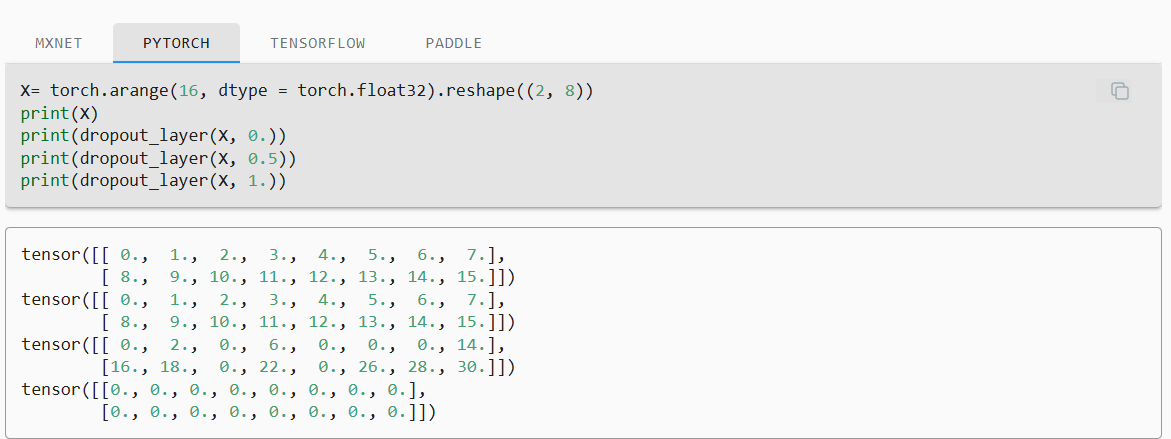 MXNET PYTORCH TENSORFLOW PADDLE
X= torch.arange(16, dtype = torch.float32).reshape((2, 8))
print(X)
print(dropout_layer(X, 0.))
print(dropout_layer(X, 0.5))
print(dropout_layer(X, 1.))
tensor([[ 0.,  1.,  2.,  3.,  4.,  5.,  6.,  7.],
        [ 8.,  9., 10., 11., 12., 13., 14., 15.]])
tensor([[ 0.,  1.,  2.,  3.,  4.,  5.,  6.,  7.],
        [ 8.,  9., 10., 11., 12., 13., 14., 15.]])
tensor([[ 0.,  2.,  0.,  6.,  0.,  0.,  0., 14.],
        [16., 18.,  0., 22.,  0., 26., 28., 30.]])
tensor([[0., 0., 0., 0., 0., 0., 0., 0.],
        [0., 0., 0., 0., 0., 0., 0., 0.]])